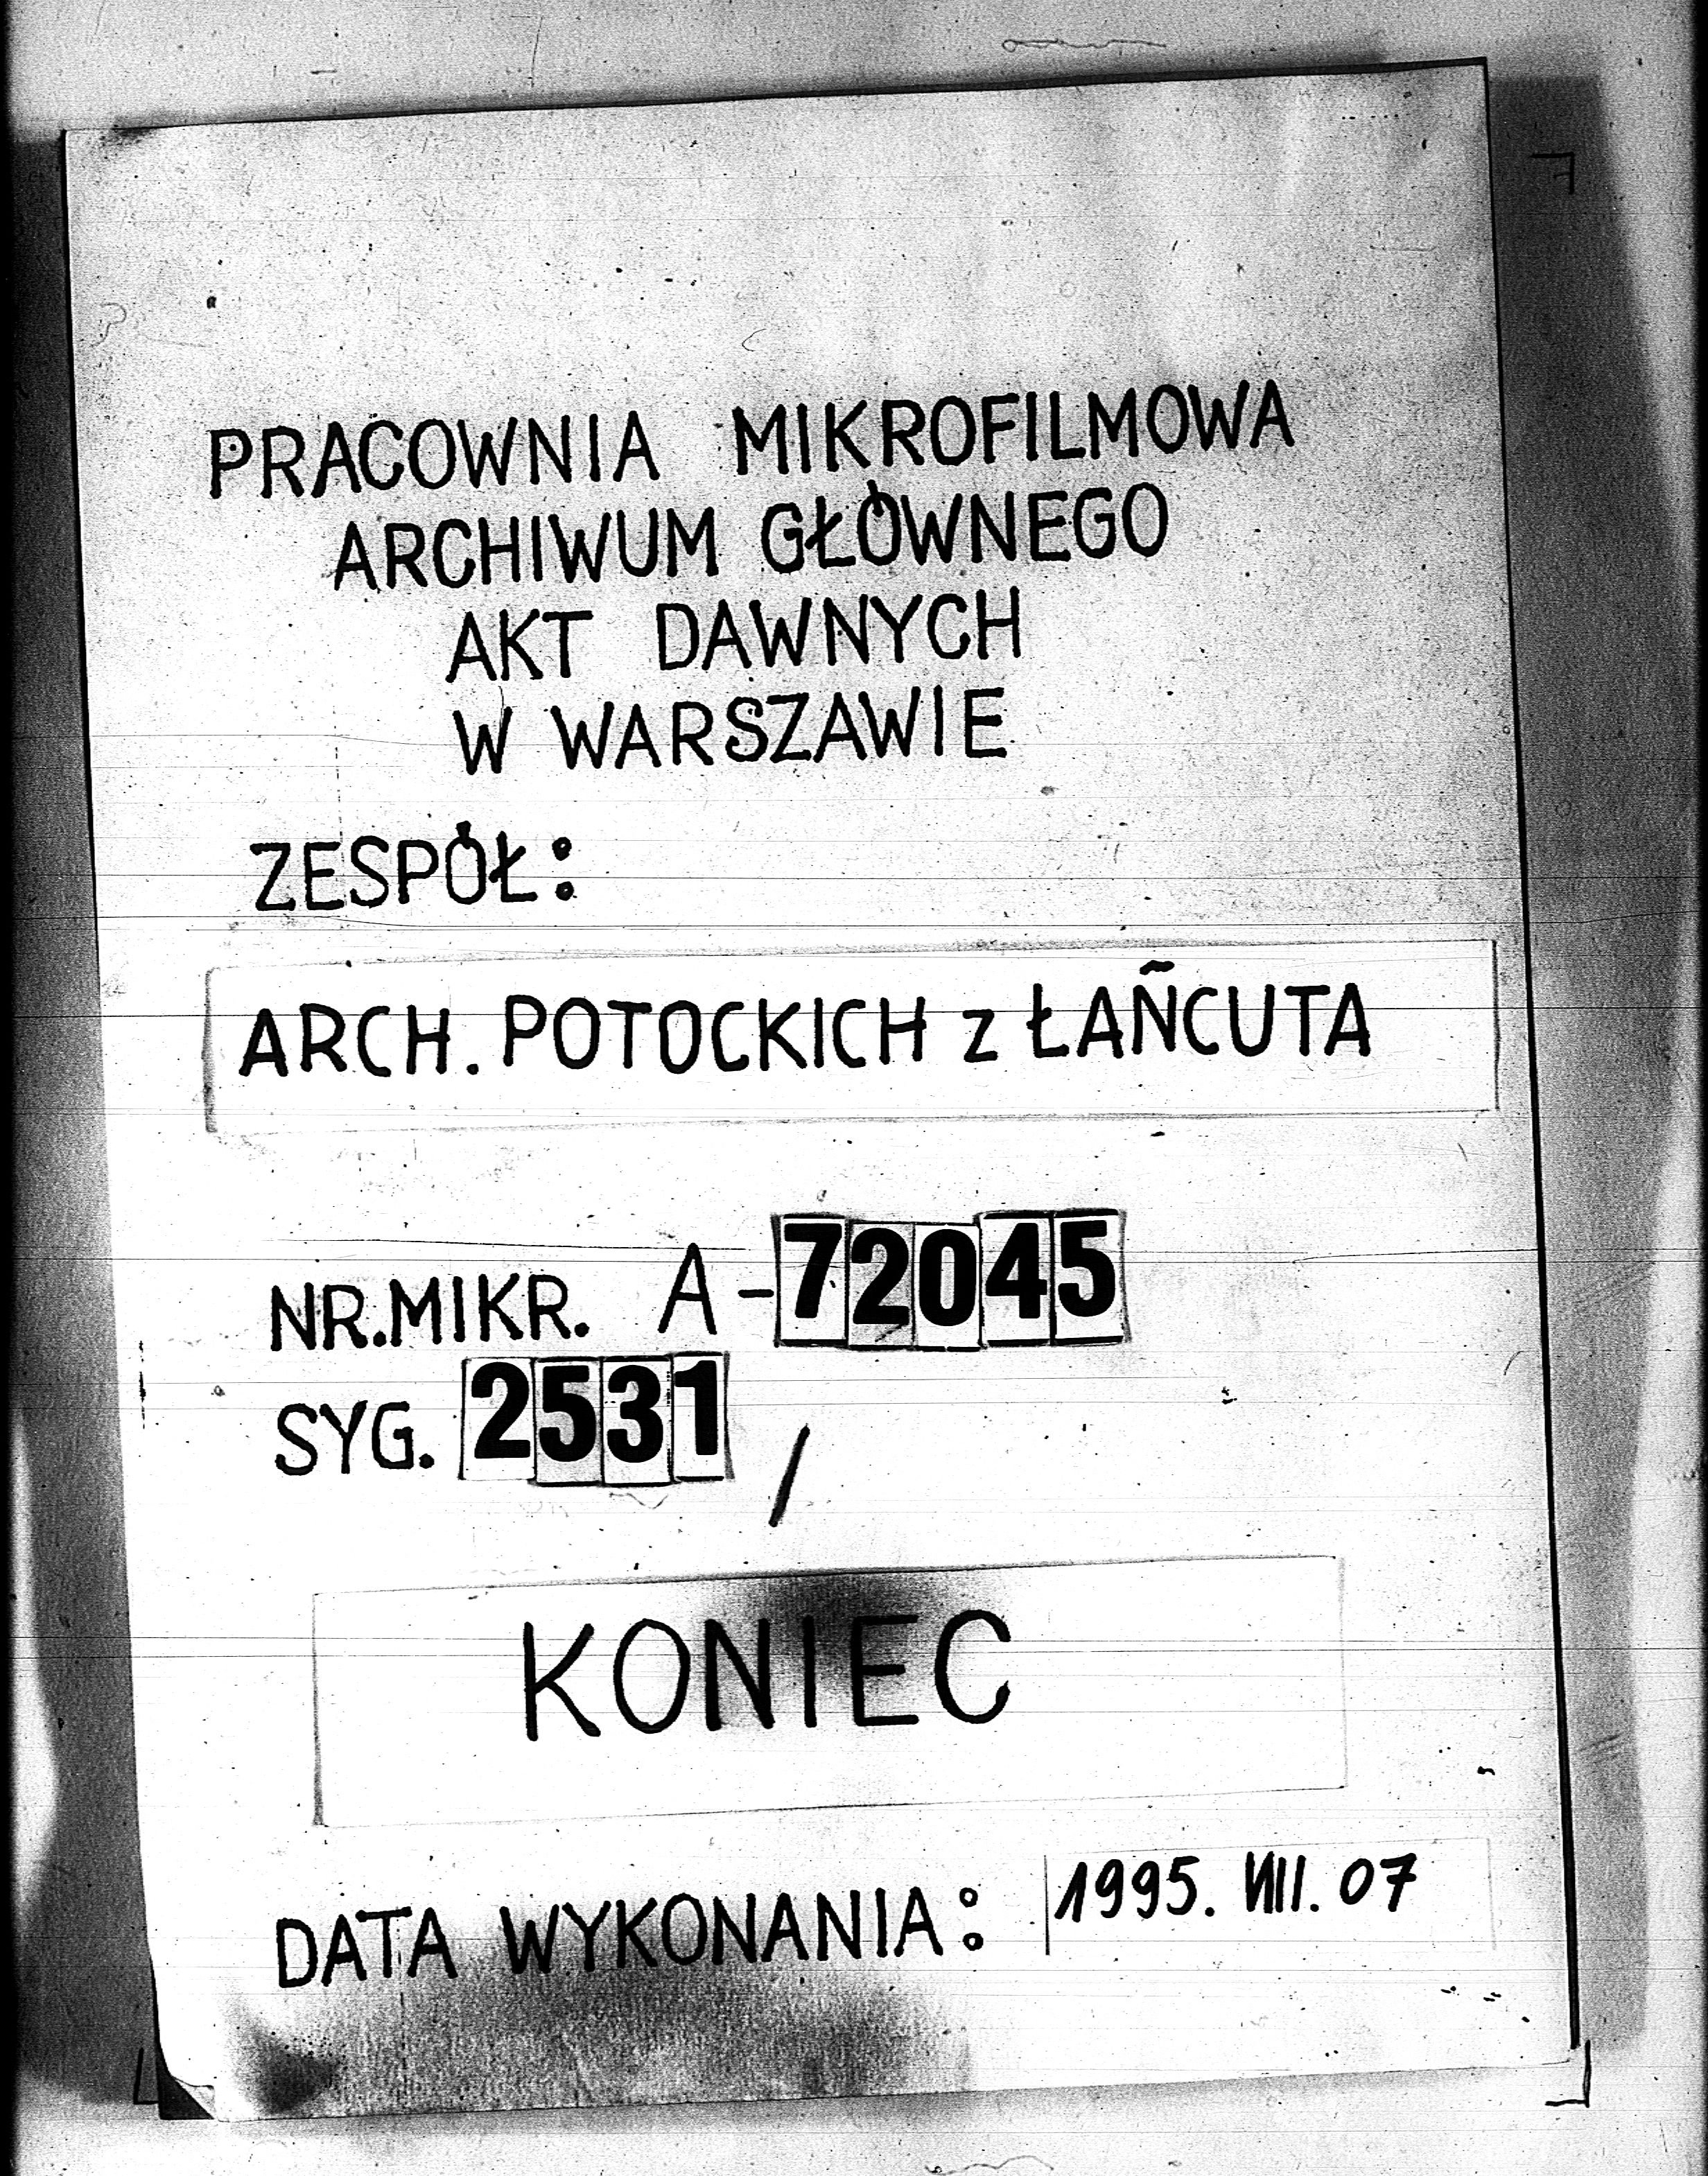 PRACOWNIA MIKROFILMOWA
ARCHIWUM GŁÓWNEGO
AKT DAWNYCH
W WARSZAWIE
ZESPÓŁ:
ARCH. POTOCKICH z ŁAŃCUTA
NR.MIKR. A-72045
SYG. 2531 /
KONIEC
DATA WYKONANIA: 1995. VIII. 07